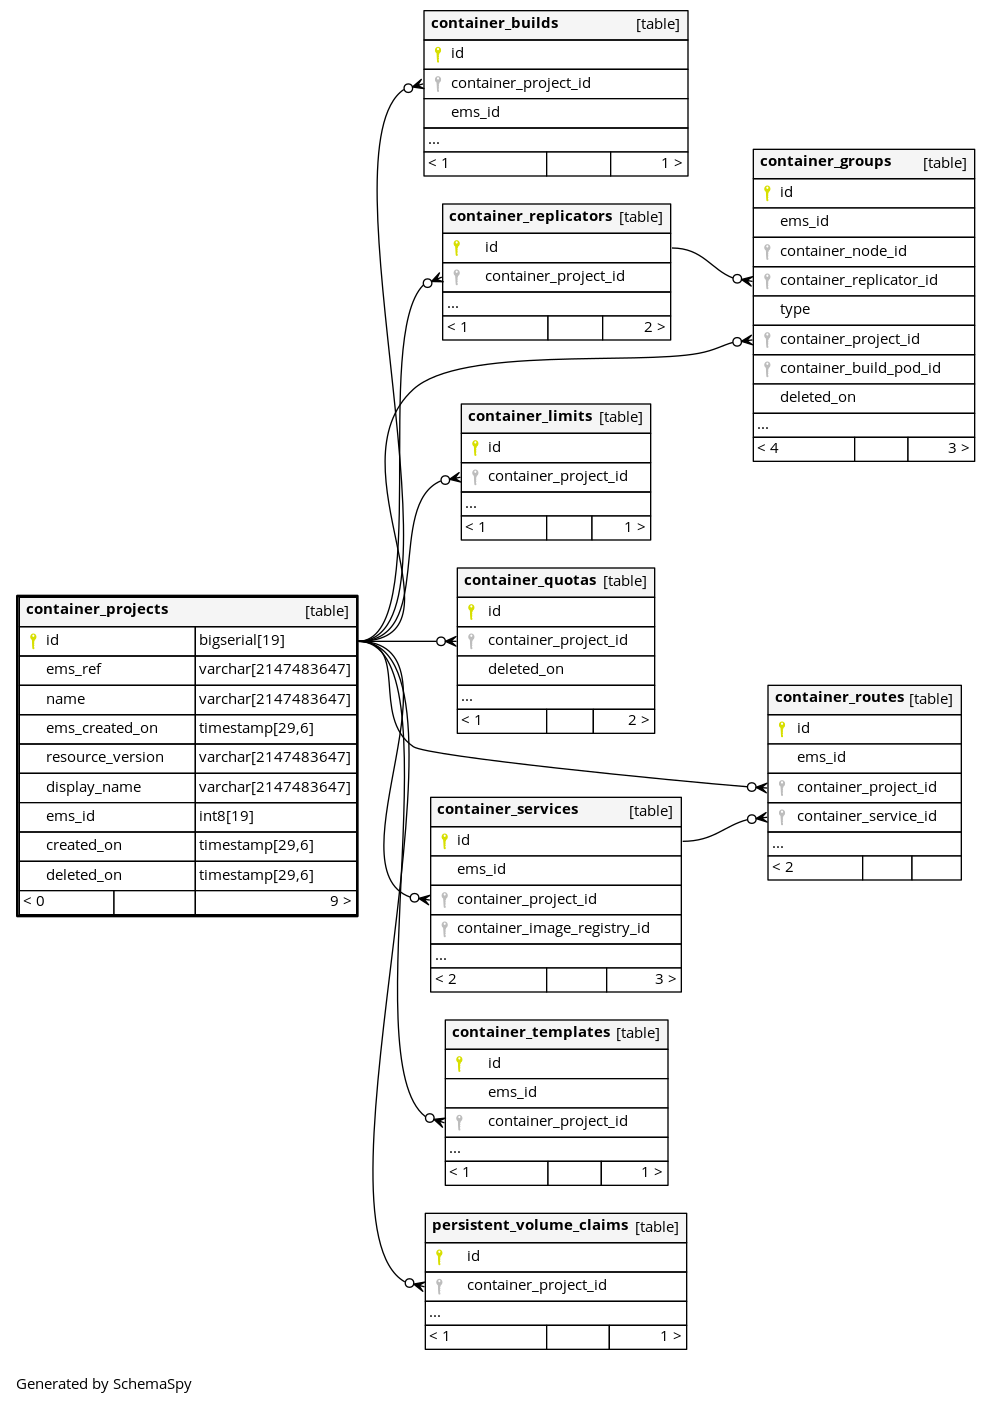 container_builds [table]
id
container_project_id
ems_id
...
< 1 1 >
container_groups [table]
id
ems_id
container_node_id
container_replicator_id
type
container_project_id
container_build_pod_id
deleted_on
...
< 4 3 >
container_replicators [table]
id
container_project_id
...
< 1 2 >
container_limits [table]
id
container_project_id
...
< 1 1 >
container_quotas [table]
id
container_project_id
deleted_on
...
< 1 2 >
container_projects [table]
id bigserial[19]
ems_ref varchar[2147483647]
name varchar[2147483647]
ems_created_on timestamp[29,6]
resource_version varchar[2147483647]
display_name varchar[2147483647]
ems_id int8[19]
created_on timestamp[29,6]
deleted_on timestamp[29,6]
< 0 9 >
container_routes [table]
id
ems_id
container_project_id
container_service_id
...
< 2
container_services [table]
id
ems_id
container_project_id
container_image_registry_id
...
< 2 3 >
container_templates [table]
id
ems_id
container_project_id
...
< 1 1 >
persistent_volume_claims [table]
id
container_project_id
...
< 1 1 >
Generated by SchemaSpy